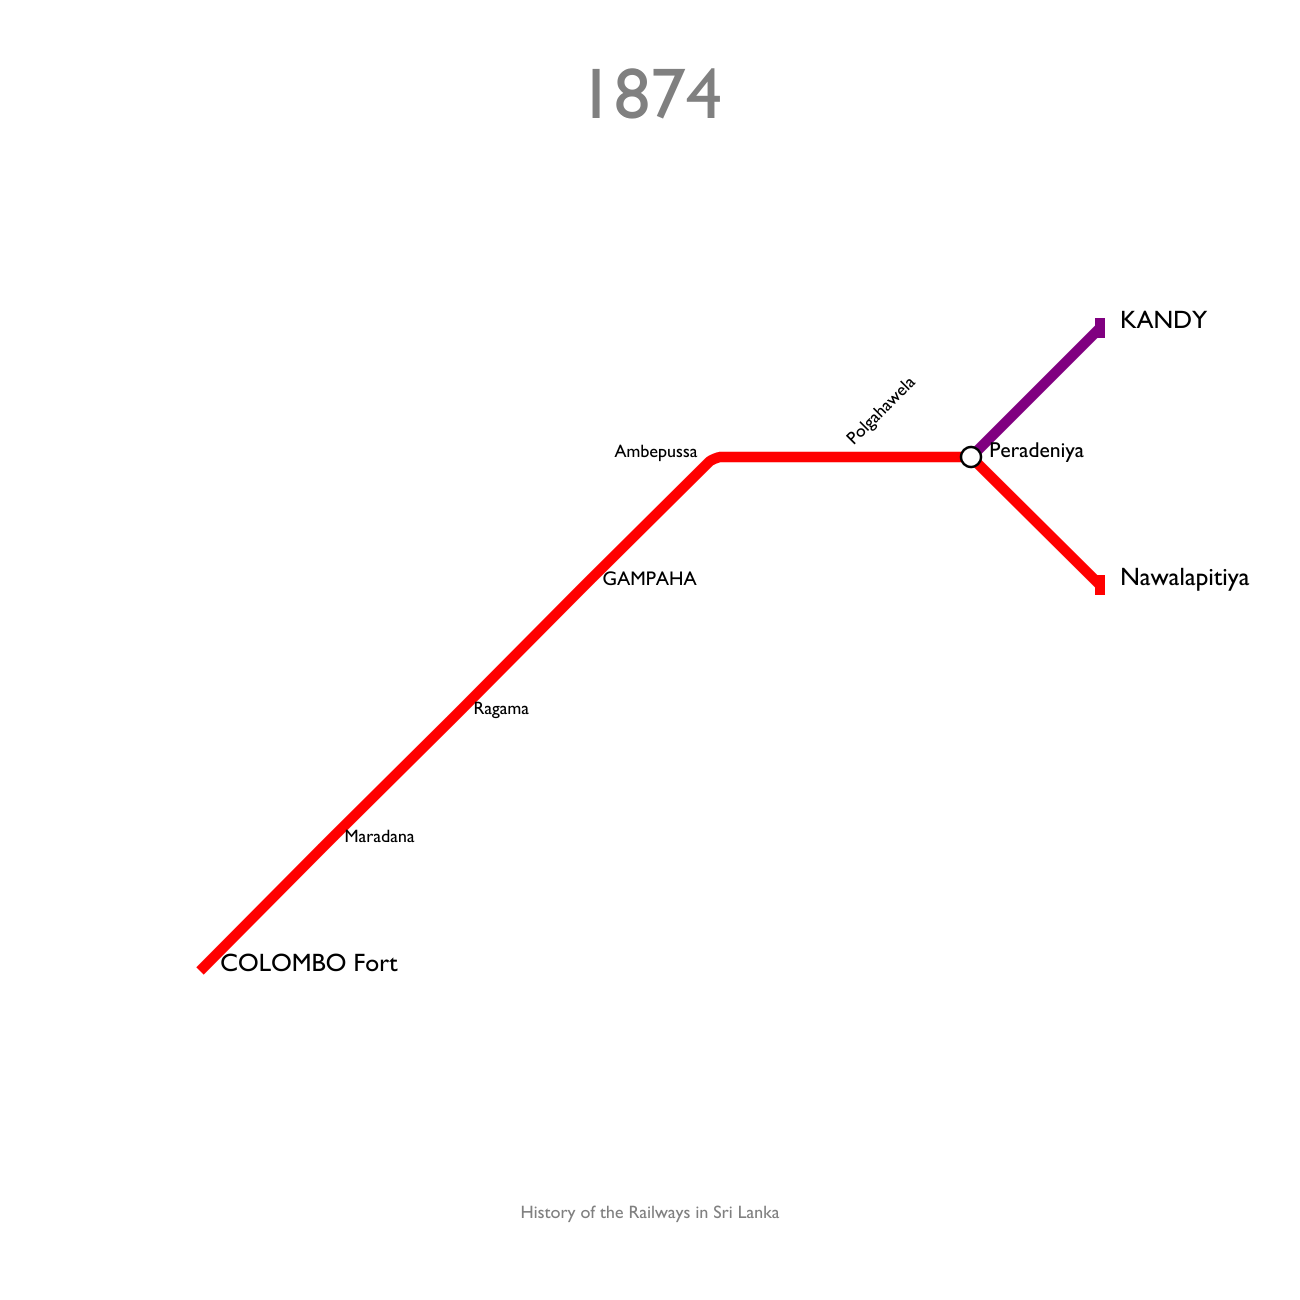 1874
KANDY
Polgahawela
Ambepussa
Peradeniya
GAMPAHA
Nawalapitiya
Ragama
Maradana
COLOMBO Fort
History of the Railways in Sri Lanka